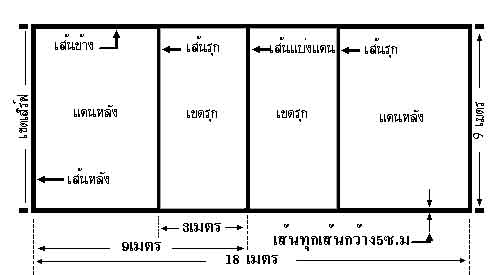 เส้นข้าง
เส้นรุก
เส้นแบ่งแดน
เส้นรุก
เขตเสิร์ฟ
แดนหลัง
เขตรุก
เขตรุก
แดนหลัง
9 เมตร
เส้นหลัง
3เมตร
เส้นทุกเส้นกว้าง5ซ.ม
9เมตร
18 เมตร